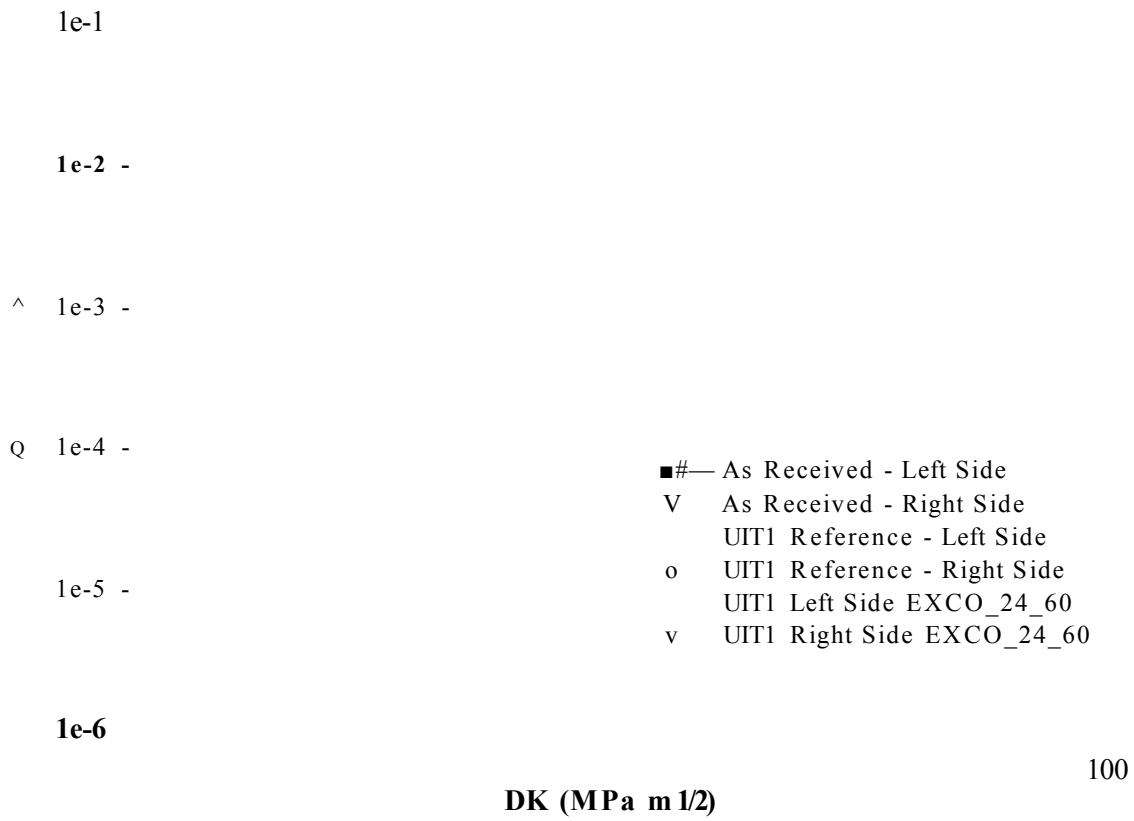 1e-1
1e-2 -
^ 1e-3 -
Q 1e-4 -
■#— As Received - Left Side
V As Received - Right Side
UIT1 Reference - Left Side
o UIT1 Reference - Right Side
1e-5 -
UIT1 Left Side EXCO_24_60
v UIT1 Right Side EXCO_24_60
1e-6
100
DK (MPa m1/2)